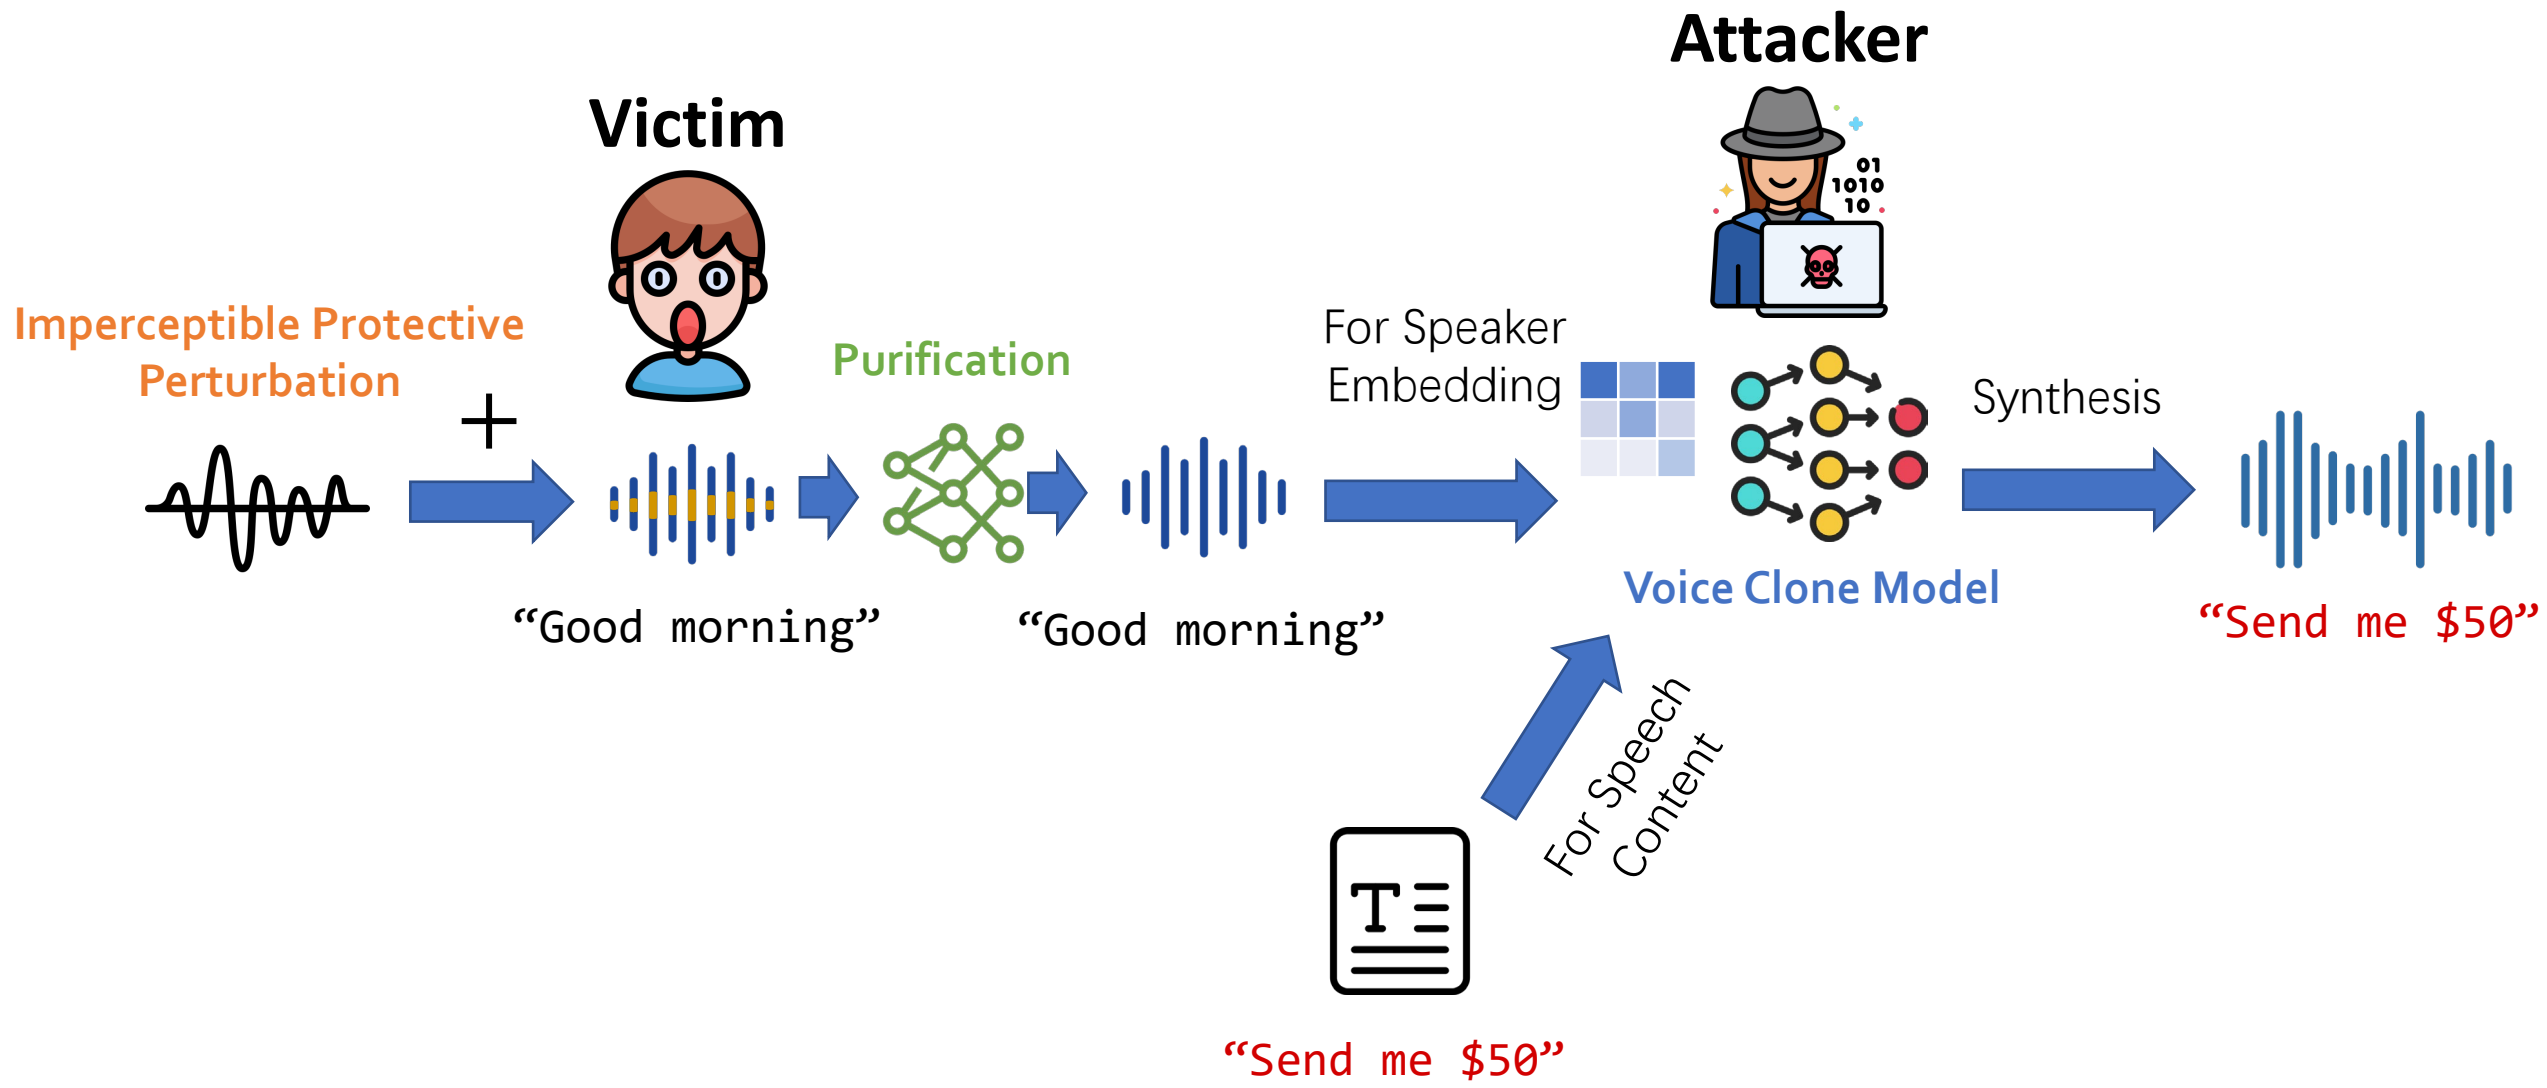 Attacker
Victim
01
1010
10
Imperceptible Protective
Perturbation
+
Purification
For Speaker
Embedding
Synthesis
Voice Clone Model
“Good morning”
“Good morning”
“Send me $50”
For Speech
Content
T
“Send me $50”